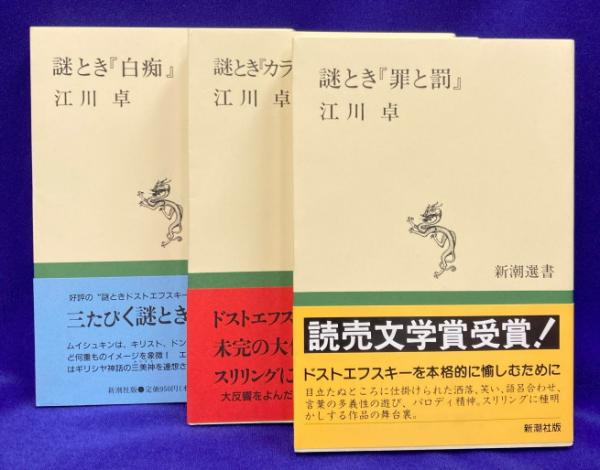 謎とき『白痴』
江川 卓
好評の“謎ときドストエフスキー
三たびく謎とき
ムイシュキンは、キリスト、ドン
ど何重ものイメージを象徴! エ
はギリシヤ神話の三美神を連想さ
新潮社版●定価950円
謎とき『カラ
江川 卓
ドストエフス
未完の大
スリリングに
大反響をよんだ
謎とき『罪と罰』
江川 卓
新潮選書
読売文学賞受賞!
ドストエフスキーを本格的に愉しむために
目立たぬところに仕掛けられた洒落、笑い、語呂合わせ、
言葉の多義性の遊び、パロディ精神。スリリングに種明
かしする作品の舞台裏。
新潮社版